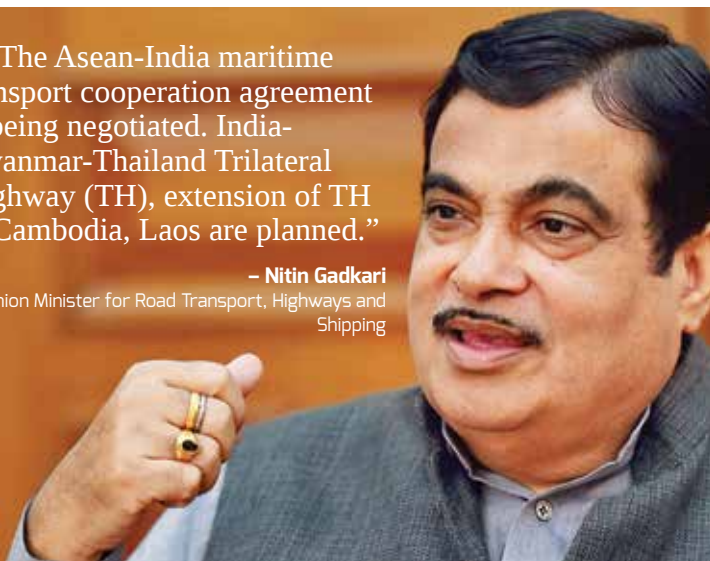 The Asean-India maritime
nsport cooperation agreement
being negotiated. India-
anmar-Thailand Trilateral
ghway (TH), extension of TH
Cambodia, Laos are planned.”
– Nitin Gadkari
nion Minister for Road Transport, Highways and
Shipping